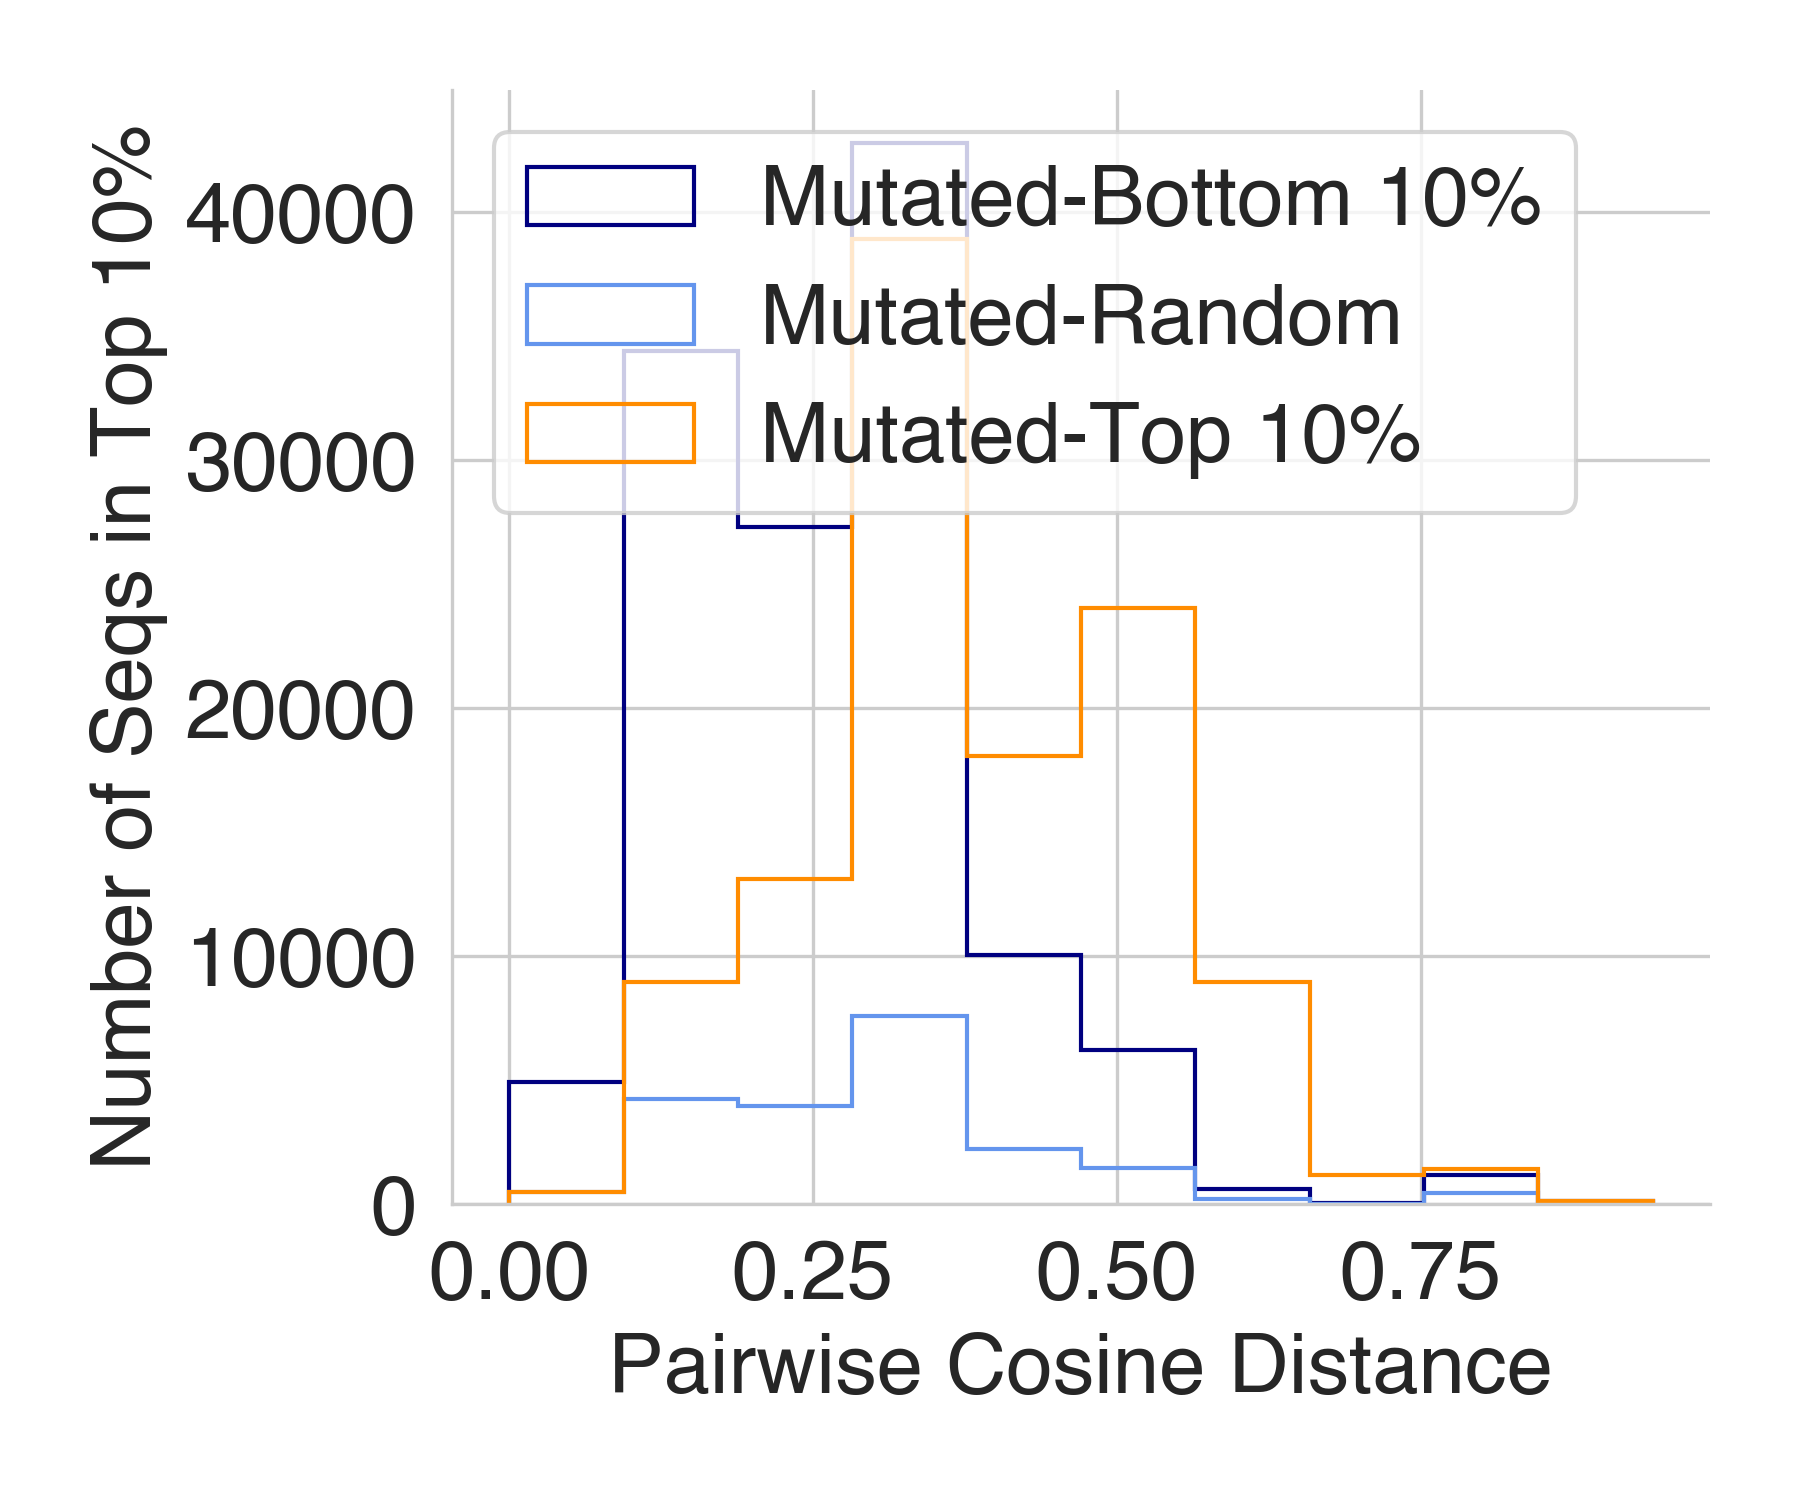 Number of Seqs in Top 10%
40000
30000
20000
10000
0
Mutated-Bottom 10%
Mutated-Random
Mutated-Top 10%
0.00 0.25 0.50 0.75
Pairwise Cosine Distance